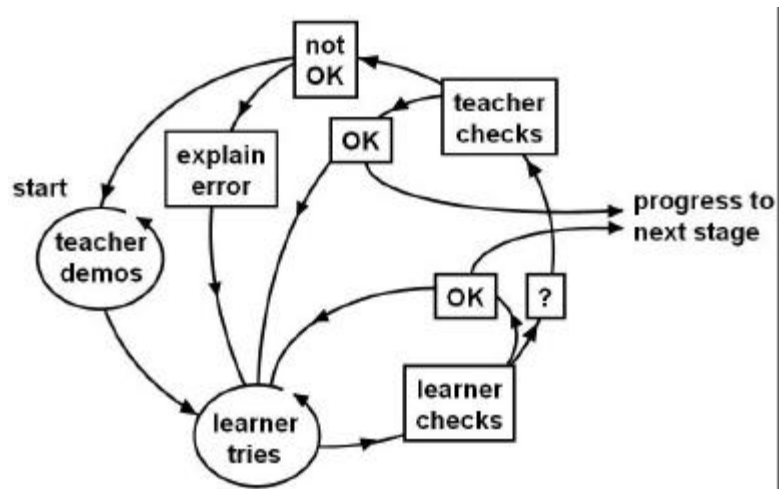 not
OK
teacher
checks
OK
explain
error
start
progress to
next stage
teacher
demos
OK
?
learner
checks
learner
tries